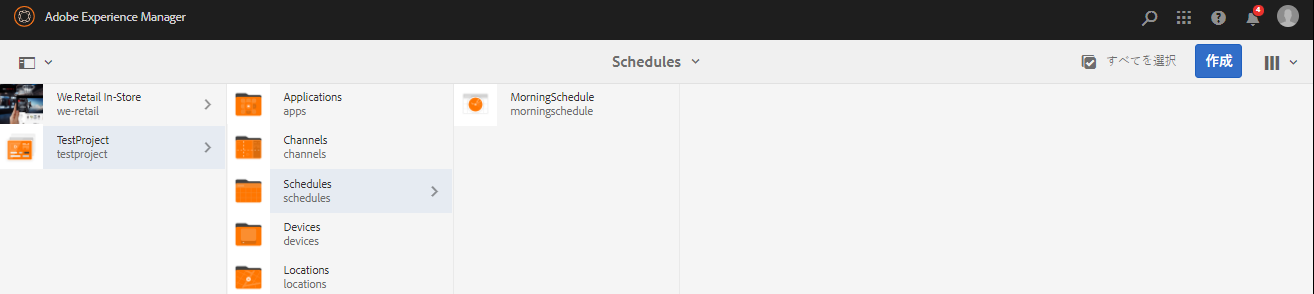 Adobe Experience Manager
4
Schedules
すべてを選択
作成
We.Retail In-Store
we-retail
TestProject
testproject
Applications
apps
Channels
channels
Schedules
schedules
Devices
devices
Locations
locations
MorningSchedule
morningschedule